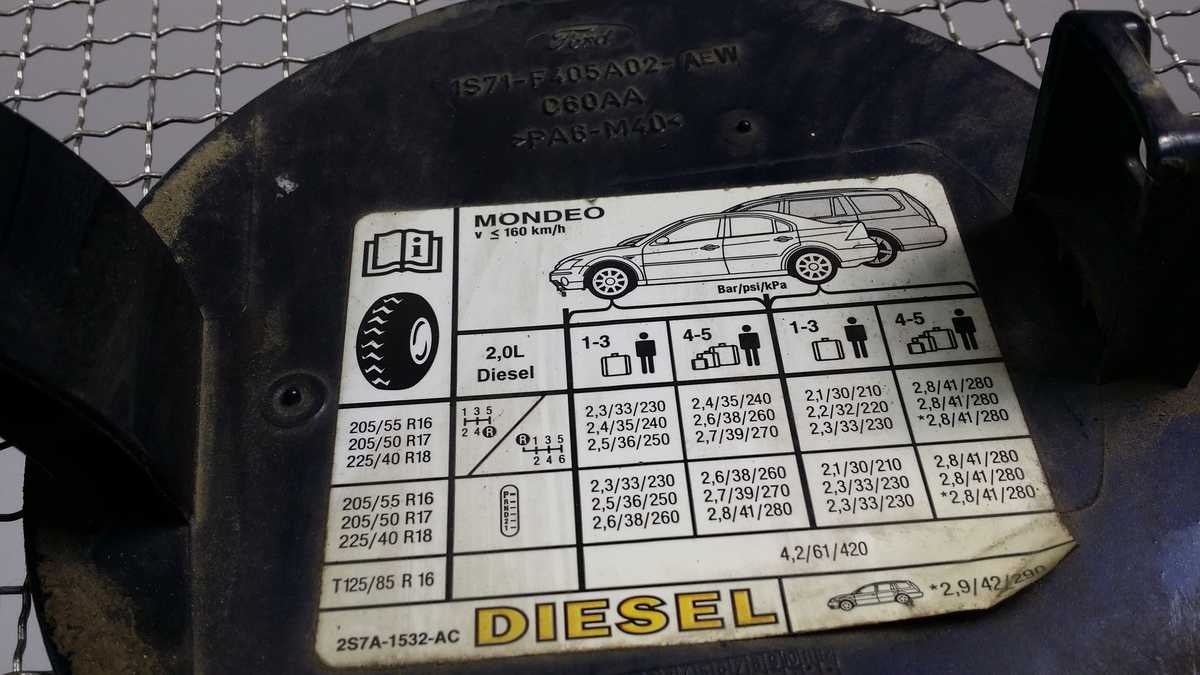 Ford
1S71-F405A02-AEW
C60AA
>PA6-M40<
MONDEO
v ≤ 160 km/h
Bar/psi/kPa
2,0L
Diesel
1-3
4-5
1-3
4-5
205/55 R16
205/50 R17
225/40 R18
1 3 5
2 4 R
R 1 3 5
2 4 6
2,3/33/230
2,4/35/240
2,5/36/250
2,4/35/240
2,6/38/260
2,7/39/270
2,1/30/210
2,2/32/220
2,3/33/230
2,8/41/280
2,8/41/280
*2,8/41/280
205/55 R16
205/50 R17
225/40 R18
PRND21
2,3/33/230
2,5/36/250
2,6/38/260
2,6/38/260
2,7/39/270
2,8/41/280
2,1/30/210
2,3/33/230
2,3/33/230
2,8/41/280
2,8/41/280
*2,8/41/280
T125/85 R 16
4,2/61/420
2S7A-1532-AC
DIESEL
*2,9/42/290